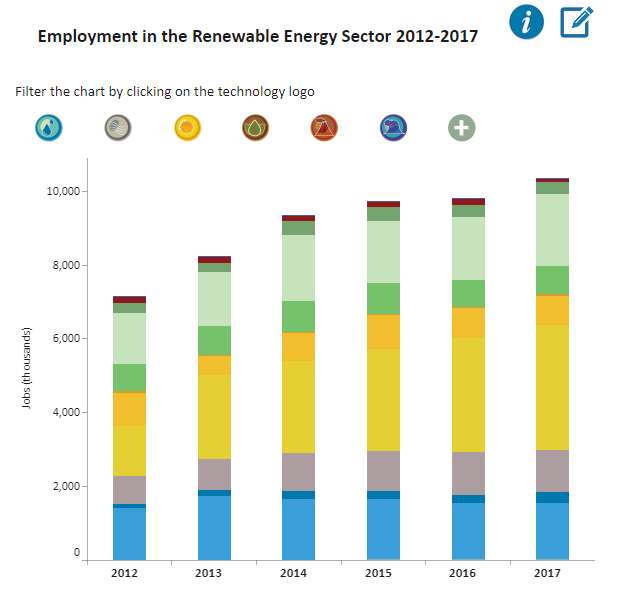 Employment in the Renewable Energy Sector 2012-2017
i
Filter the chart by clicking on the technology logo
10,000
8,000
6,000
4,000
2,000
0
Jobs (thousands)
2012 2013 2014 2015 2016 2017